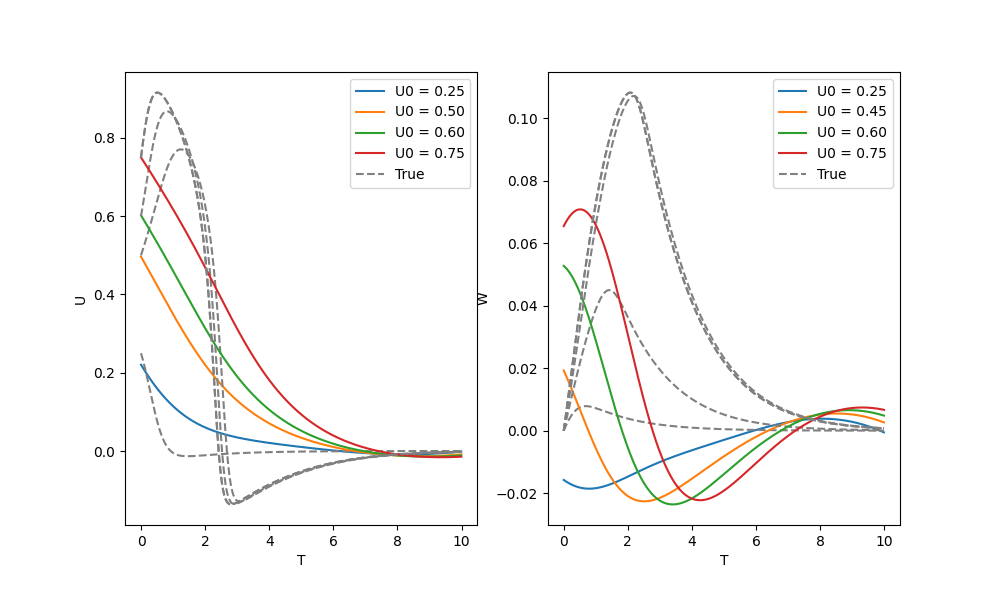 U0 = 0.25
U0 = 0.50
U0 = 0.60
U0 = 0.75
True
0.8
0.6
0.4
0.2
0.0
U
0 2 4 6 8 10
T
U0 = 0.25
U0 = 0.45
U0 = 0.60
U0 = 0.75
True
0.10
0.08
0.06
0.04
0.02
0.00
−0.02
W
0 2 4 6 8 10
T